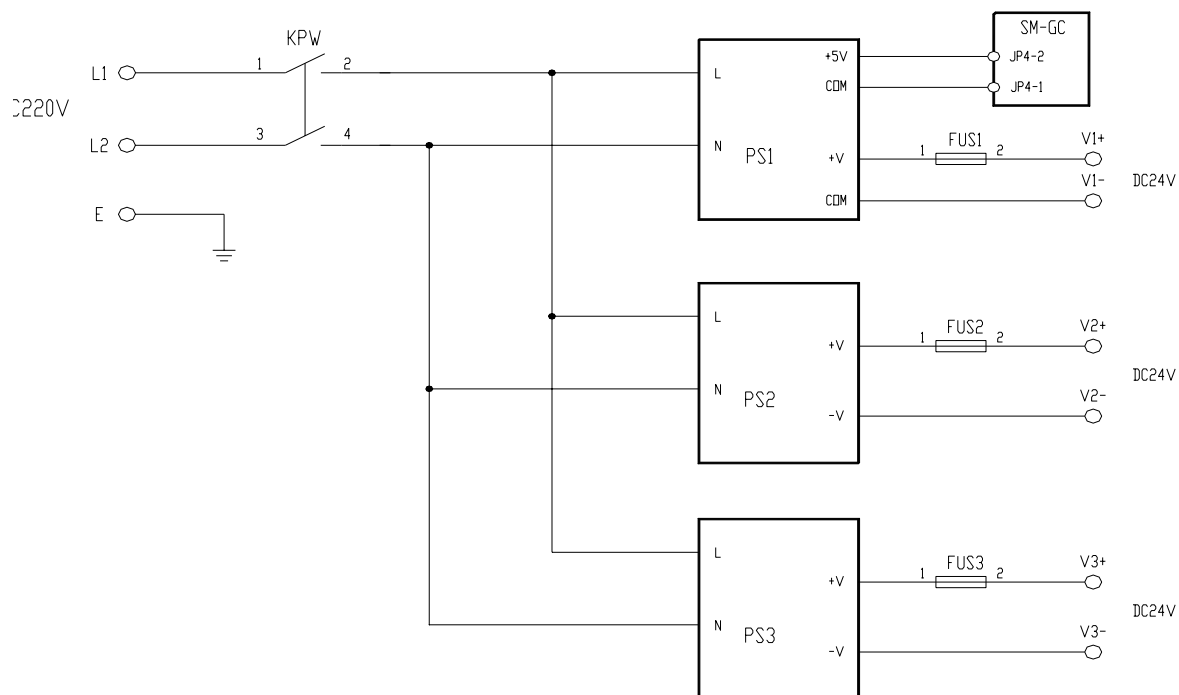 KPW
L1
1
2
C220V
L2
3
4
E
L
N
PS1
+5V
COM
+V
COM
SM-GC
JP4-2
JP4-1
1
FUS1
2
V1+
V1-
DC24V
L
N
PS2
+V
-V
1
FUS2
2
V2+
V2-
DC24V
L
N
PS3
+V
-V
1
FUS3
2
V3+
V3-
DC24V